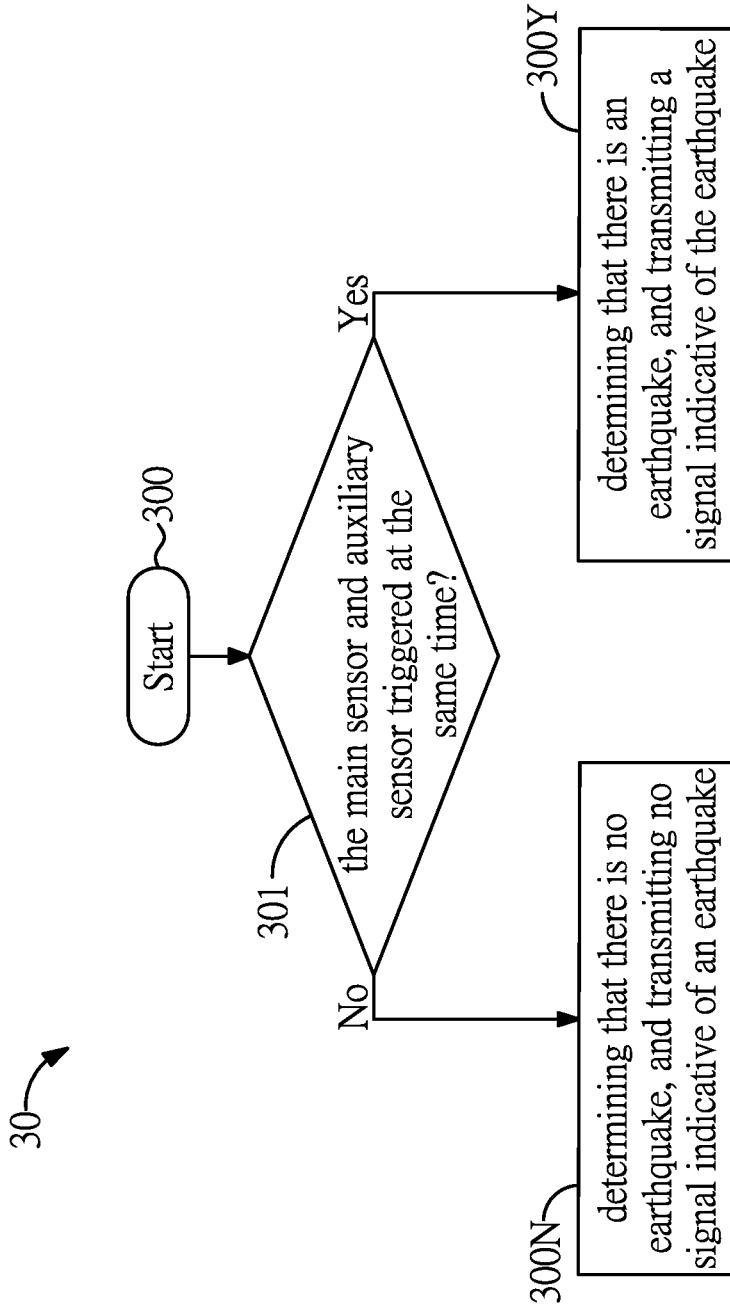 30
Start
300
301
the main sensor and auxiliary
sensor triggered at the
same time?
No
Yes
300N
determining that there is no
earthquake, and transmitting no
signal indicative of an earthquake
300Y
detemining that there is an
earthquake, and transmitting a
signal indicative of the earthquake